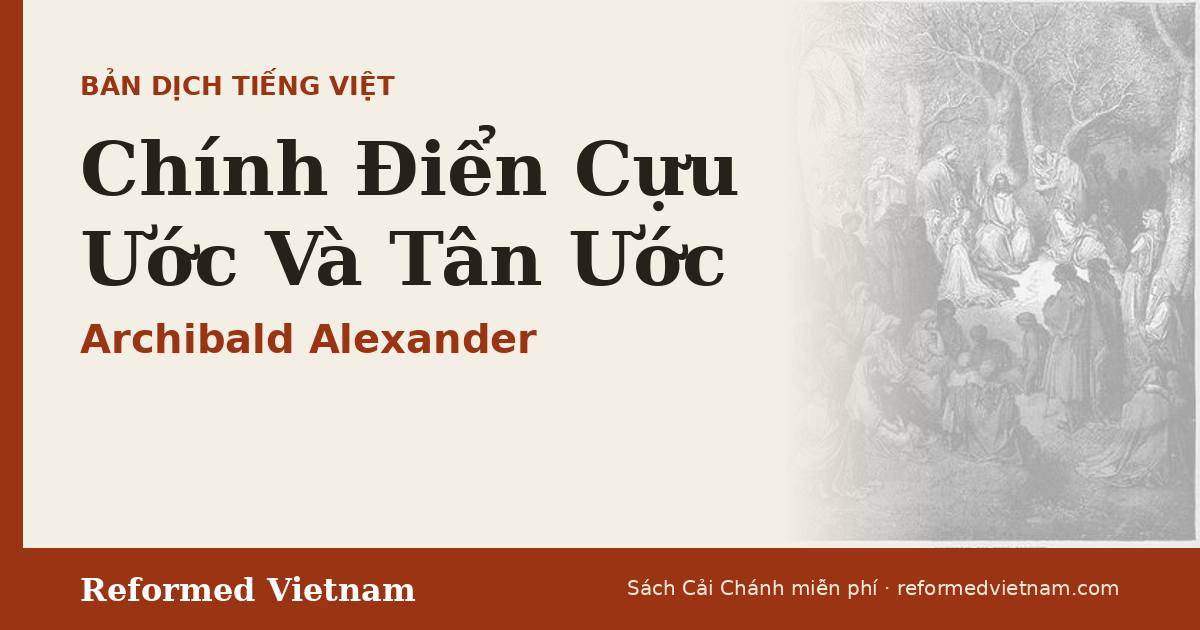 BẢN DỊCH TIẾNG VIỆT
Chính Điển Cựu
Ước Và Tân Ước
Archibald Alexander
Reformed Vietnam
Sách Cải Chánh miễn phí · reformedvietnam.com